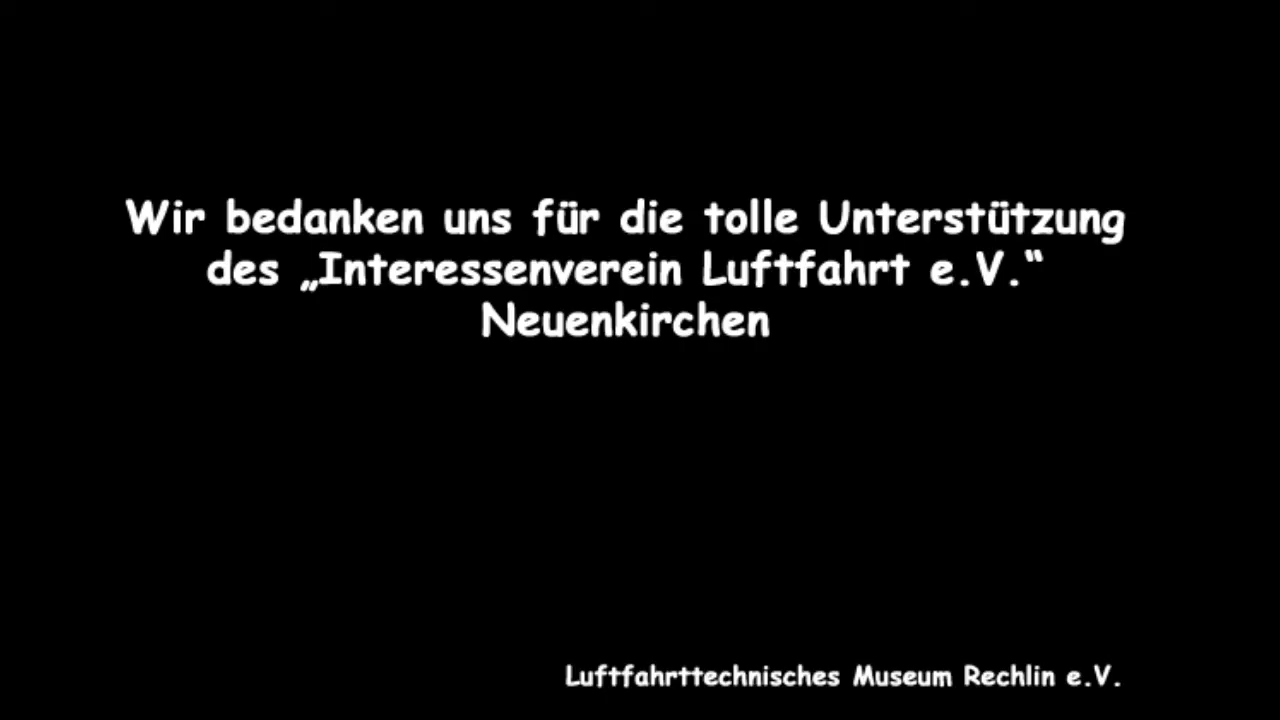 Wir bedanken uns für die tolle Unterstützung
des „Interessenverein Luftfahrt e.V.“
Neuenkirchen
Luftfahrttechnisches Museum Rechlin e.V.